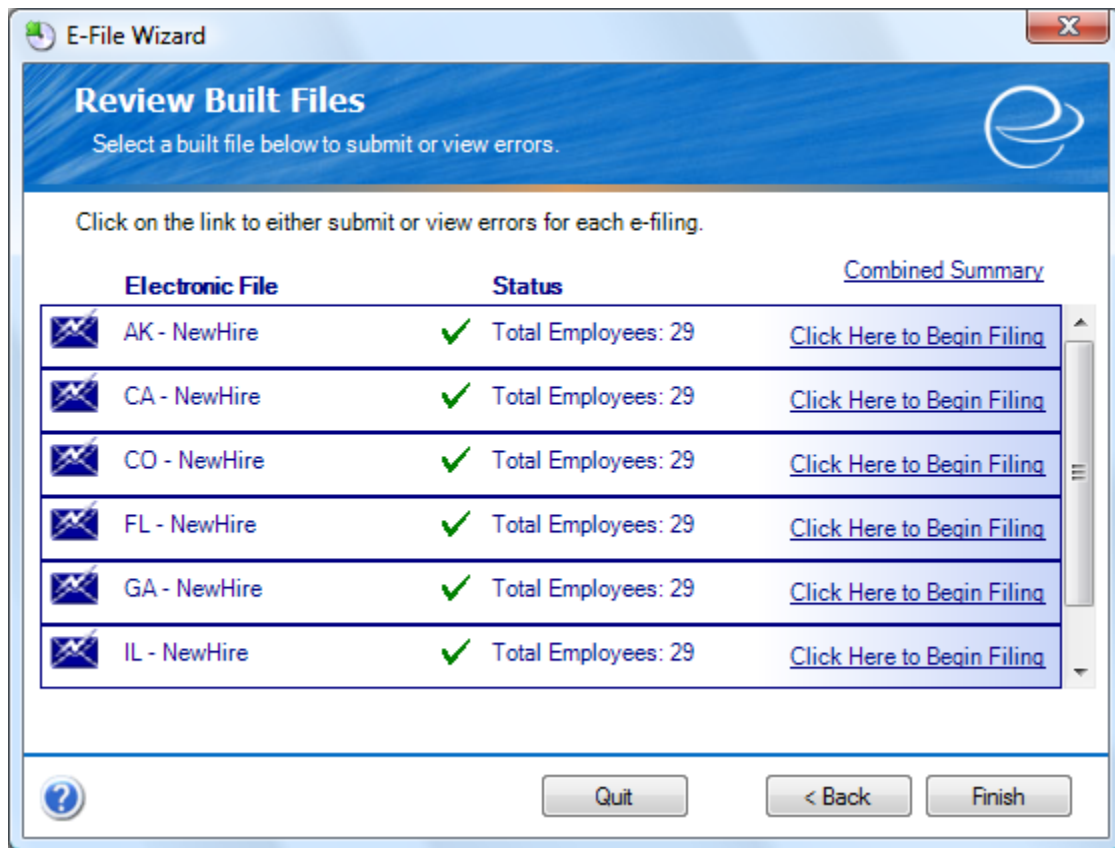 E-File Wizard
Review Built Files
Select a built file below to submit or view errors.
Click on the link to either submit or view errors for each e-filing.
Combined Summary
Electronic File Status
AK - NewHire Total Employees: 29 Click Here to Begin Filing
CA - NewHire Total Employees: 29 Click Here to Begin Filing
CO - NewHire Total Employees: 29 Click Here to Begin Filing
FL - NewHire Total Employees: 29 Click Here to Begin Filing
GA - NewHire Total Employees: 29 Click Here to Begin Filing
IL - NewHire Total Employees: 29 Click Here to Begin Filing
? Quit < Back Finish